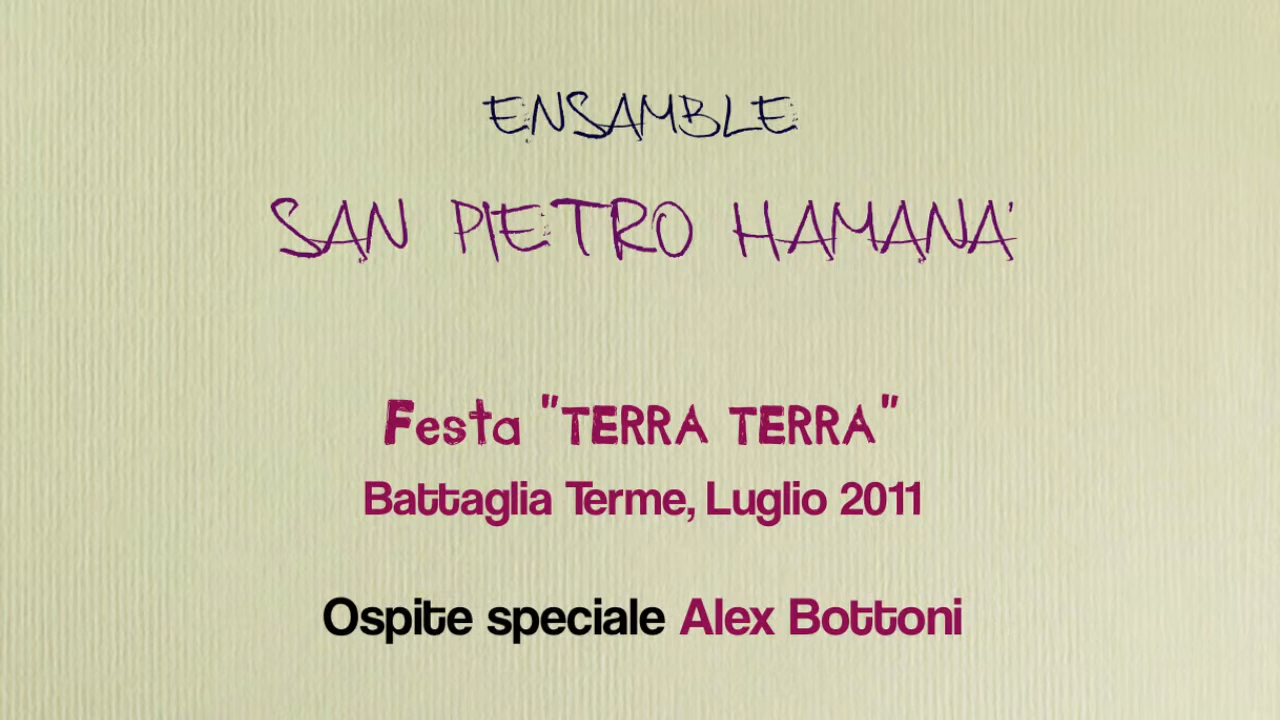 ENSAMBLE
SAN PIETRO HAMANA'
Festa "TERRA TERRA"
Battaglia Terme, Luglio 2011
Ospite speciale Alex Bottoni